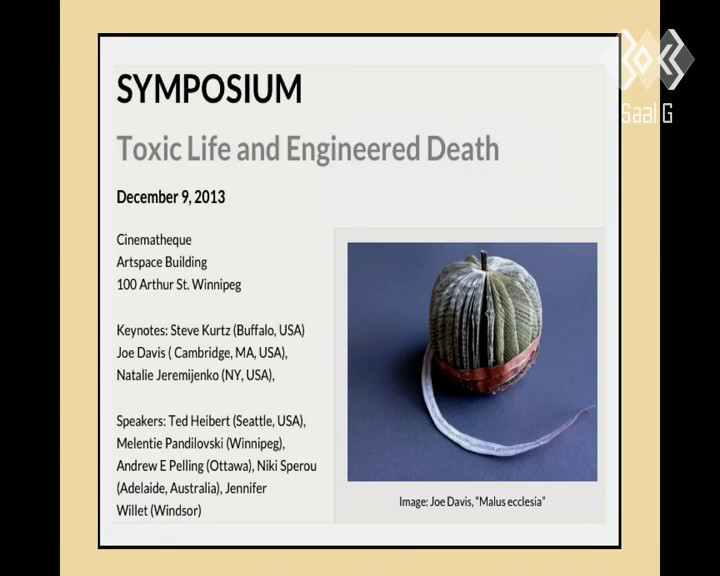 SYMPOSIUM
Toxic Life and Engineered Death
December 9, 2013
Cinematheque
Artspace Building
100 Arthur St. Winnipeg
Keynotes: Steve Kurtz (Buffalo, USA)
Joe Davis ( Cambridge, MA, USA),
Natalie Jeremijenko (NY, USA),
Speakers: Ted Heibert (Seattle, USA),
Melentie Pandilovski (Winnipeg),
Andrew E Pelling (Ottawa), Niki Sperou
(Adelaide, Australia), Jennifer
Willet (Windsor)
Image: Joe Davis, "Malus ecclesia"
Saal G